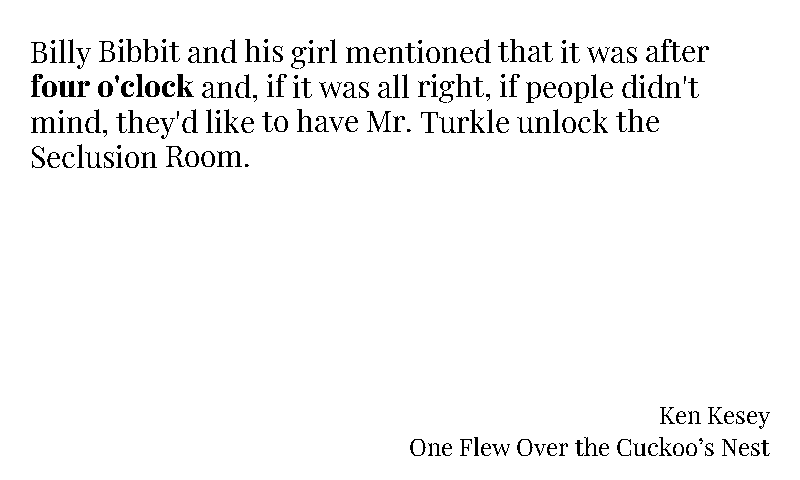 Billy Bibbit and his girl mentioned that it was after
four o'clock and, if it was all right, if people didn't
mind, they'd like to have Mr. Turkle unlock the
Seclusion Room.
Ken Kesey
One Flew Over the Cuckoo’s Nest